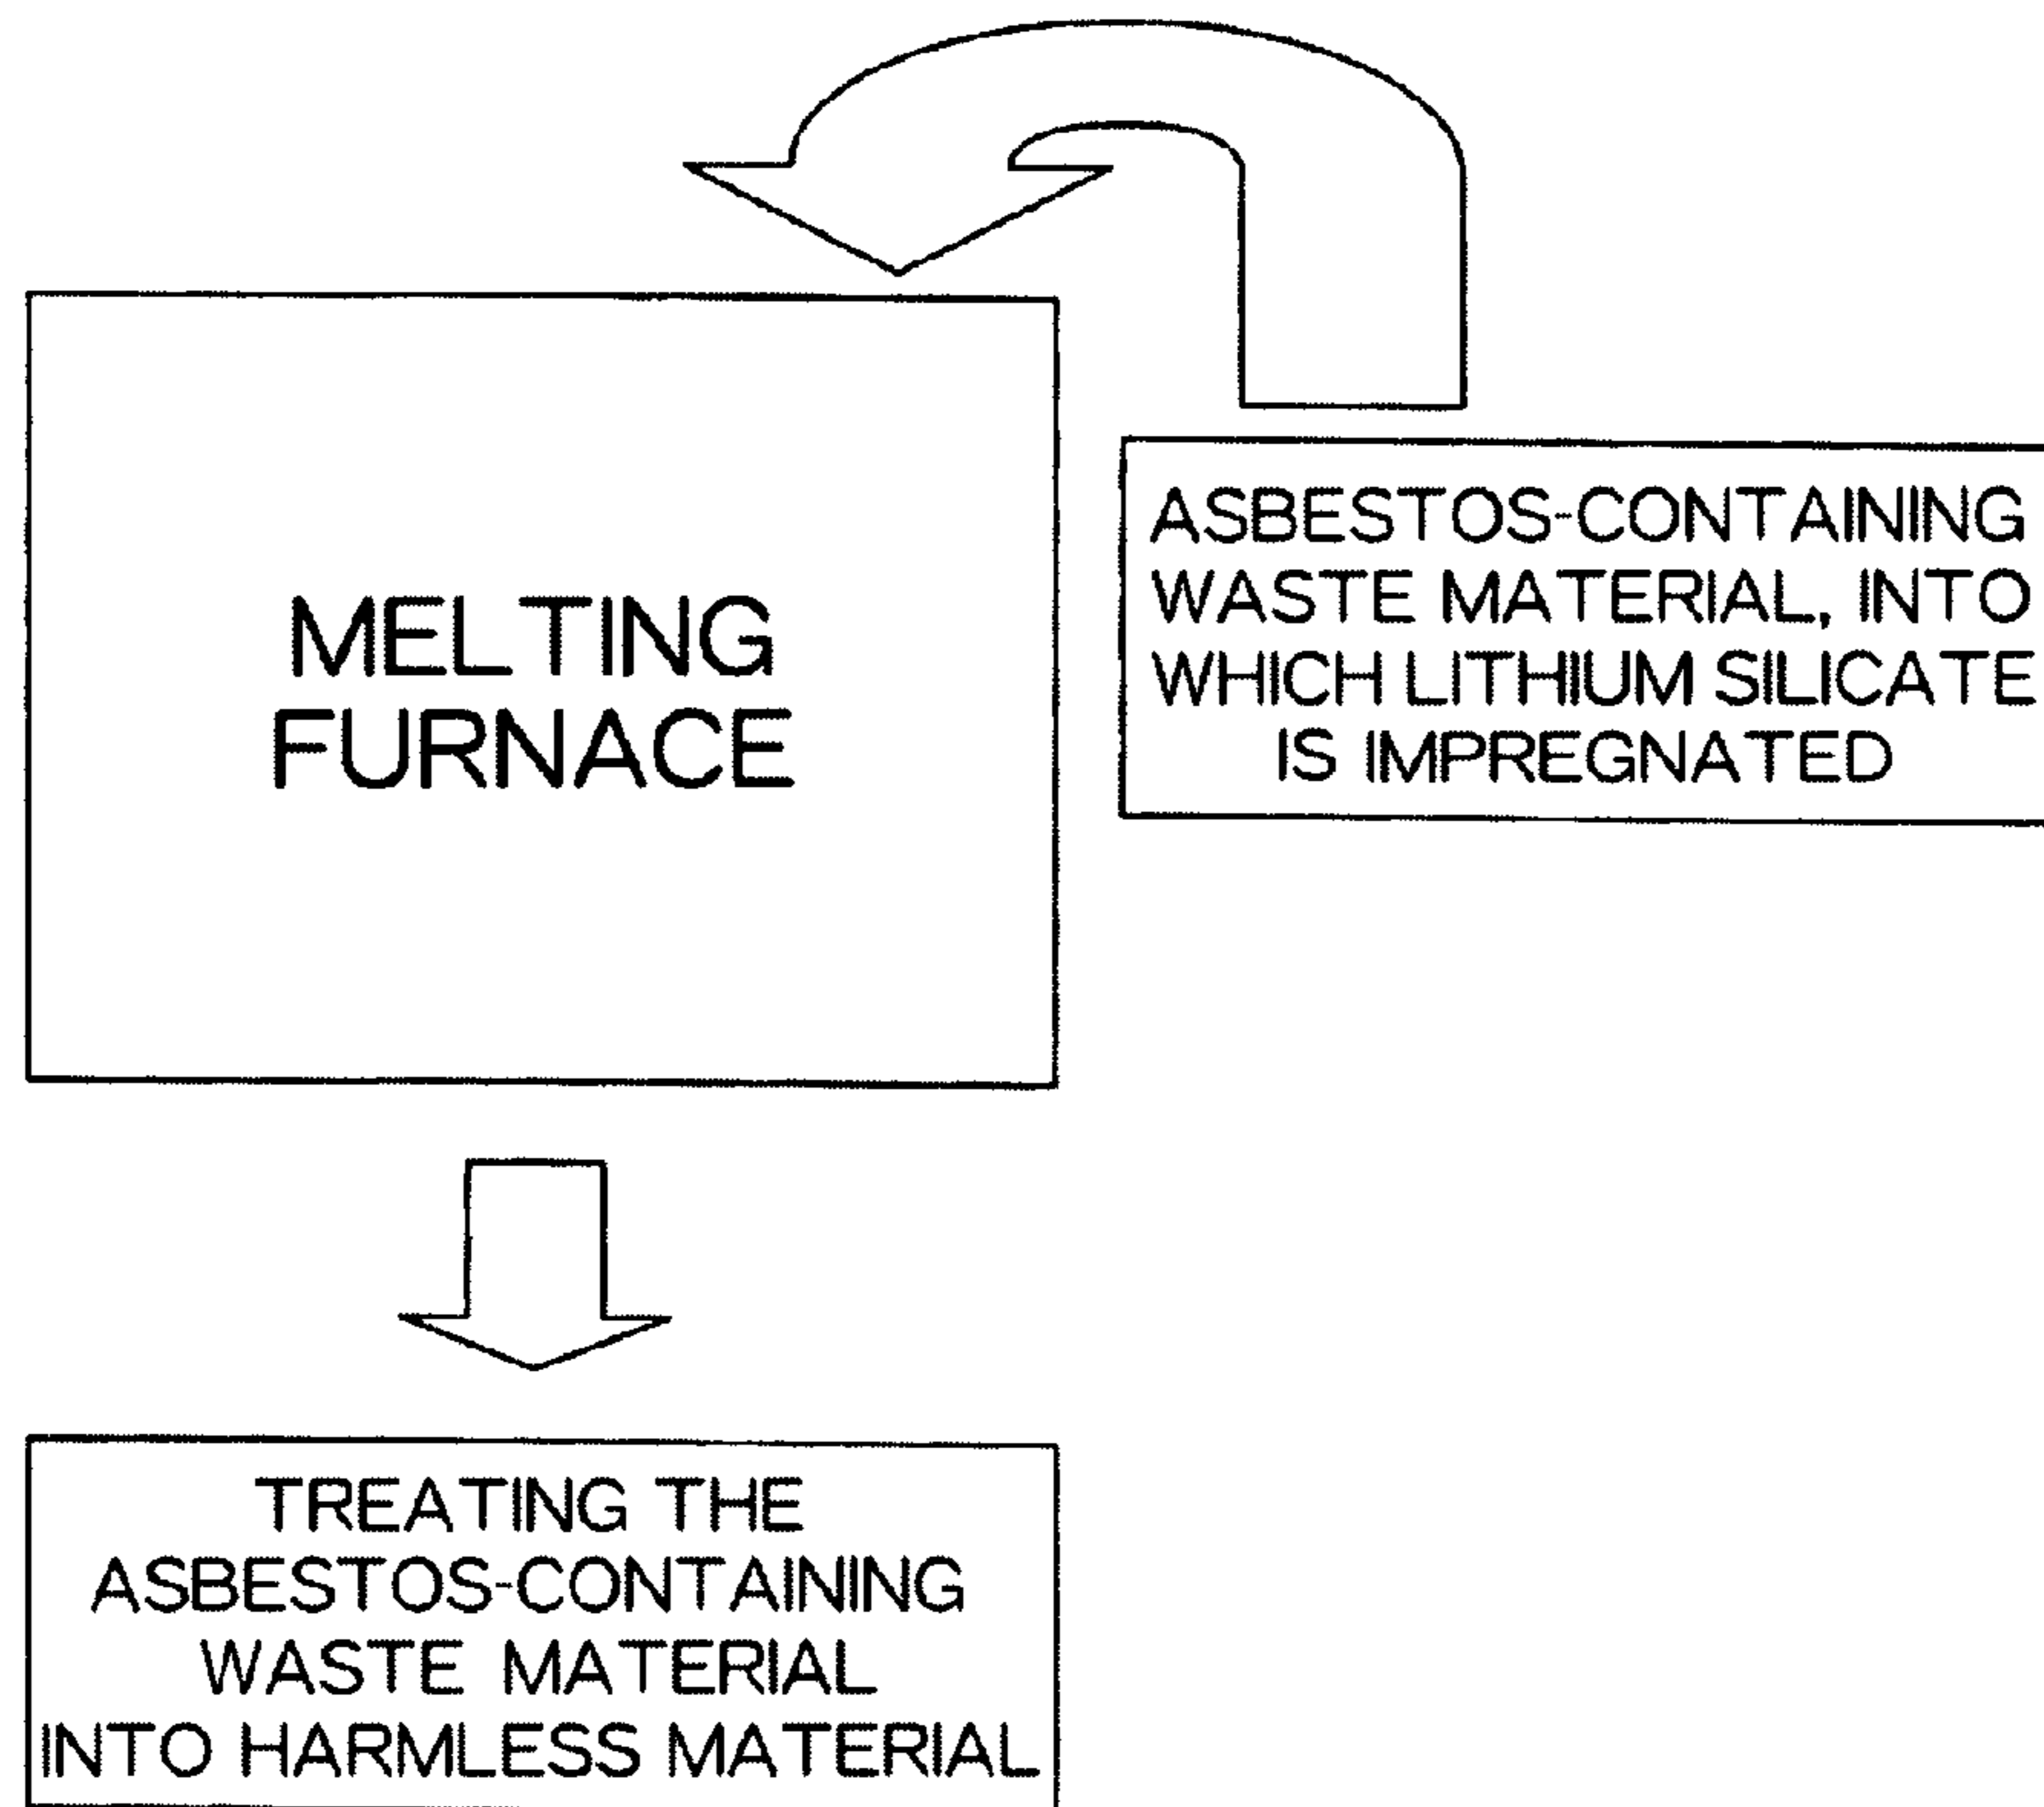 MELTING
FURNACE
ASBESTOS-CONTAINING
WASTE MATERIAL, INTO
WHICH LITHIUM SILICATE
IS IMPREGNATED
TREATING THE
ASBESTOS-CONTAINING
WASTE MATERIAL
INTO HARMLESS MATERIAL